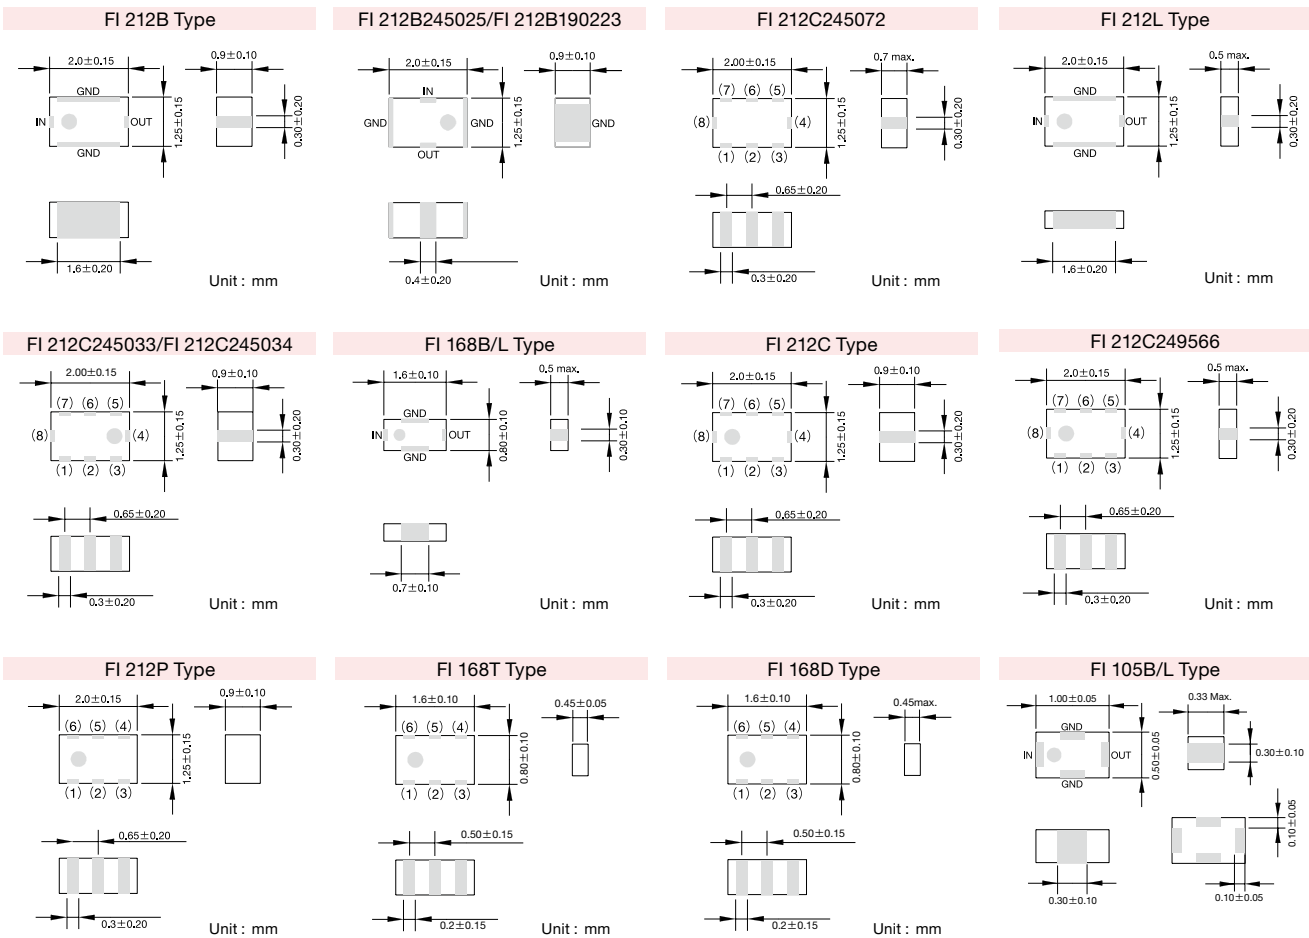 FI 212B Type
2.0±0.15
0.9±0.10
GND
IN
OUT
GND
1.25±0.15
0.30±0.20
1.6±0.20
Unit : mm
FI 212B245025/FI 212B190223
2.0±0.15
0.9±0.10
IN
GND
GND
OUT
1.25±0.15
GND
0.4±0.20
Unit : mm
FI 212C245072
2.00±0.15
0.7 max.
(7) (6) (5)
(8)
(4)
(1) (2) (3)
1.25±0.15
0.30±0.20
0.65±0.20
0.3±0.20
Unit : mm
FI 212L Type
2.0±0.15
0.5 max.
GND
IN
OUT
GND
1.25±0.15
0.30±0.20
1.6±0.20
Unit : mm
FI 212C245033/FI 212C245034
2.00±0.15
0.9±0.10
(7) (6) (5)
(8)
(4)
(1) (2) (3)
1.25±0.15
0.30±0.20
0.65±0.20
0.3±0.20
Unit : mm
FI 168B/L Type
1.6±0.10
0.5 max.
GND
IN
OUT
GND
0.80±0.10
0.30±0.10
0.7±0.10
Unit : mm
FI 212C Type
2.0±0.15
0.9±0.10
(7) (6) (5)
(8)
(4)
(1) (2) (3)
1.25±0.15
0.30±0.20
0.65±0.20
0.3±0.20
Unit : mm
FI 212C249566
2.0±0.15
0.5 max.
(7) (6) (5)
(8)
(4)
(1) (2) (3)
1.25±0.15
0.30±0.20
0.65±0.20
0.3±0.20
Unit : mm
FI 212P Type
2.0±0.15
0.9±0.10
(6) (5) (4)
(1) (2) (3)
1.25±0.15
0.65±0.20
0.3±0.20
Unit : mm
FI 168T Type
1.6±0.10
0.45±0.05
(6) (5) (4)
(1) (2) (3)
0.80±0.10
0.50±0.15
0.2±0.15
Unit : mm
FI 168D Type
1.6±0.10
0.45max.
(6) (5) (4)
(1) (2) (3)
0.80±0.10
0.50±0.15
0.2±0.15
Unit : mm
FI 105B/L Type
1.00±0.05
0.33 Max.
GND
IN
OUT
GND
0.50±0.05
0.30±0.10
0.10±0.05
0.30±0.10
0.10±0.05
Unit : mm